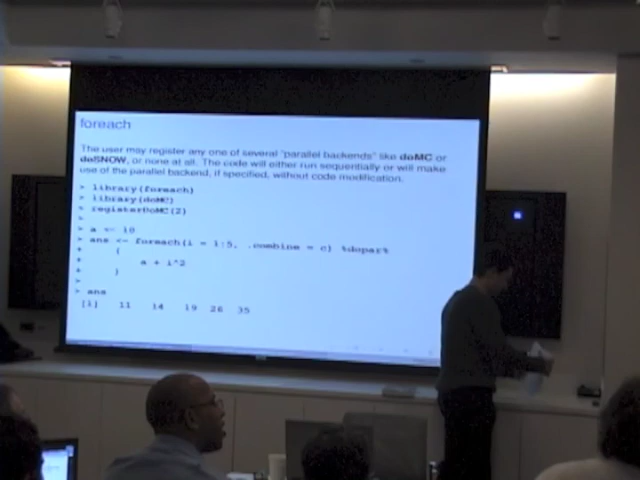 foreach
The user may register any one of several "parallel backends" like doMC or
doSNOW, or none at all. The code will either run sequentially or will make
use of the parallel backend, if specified, without code modification.
> library(foreach)
> library(doMC)
> registerDoMC(2)
>
> a <- 10
> ans <- foreach(i = 1:5, .combine = c) %dopar%
+ {
+ a + i^2
+ }
>
> ans
[1] 11 14 19 26 35